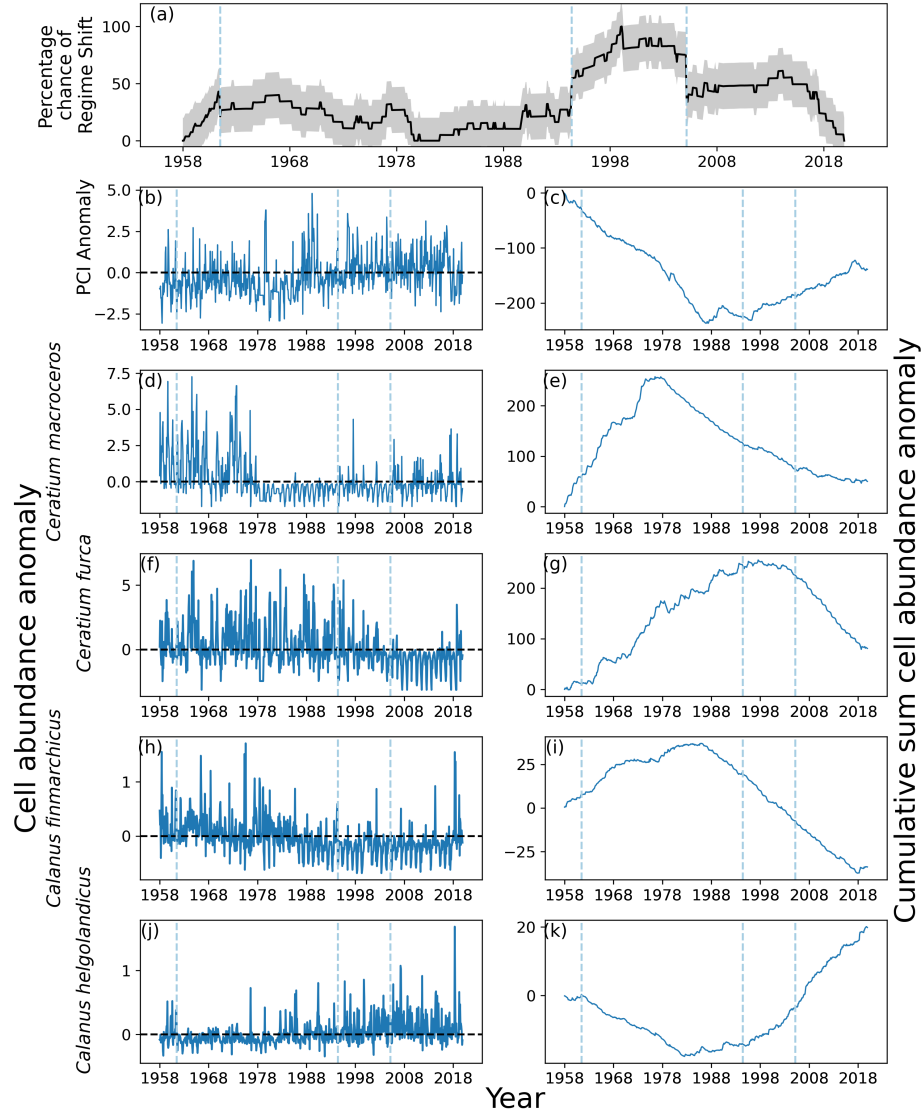 (a)
Percentage
chance of
Regime Shift
100
50
0
1958 1968 1978 1988 1998 2008 2018
(b)
PCI Anomaly
5.0
2.5
0.0
−2.5
1958 1968 1978 1988 1998 2008 2018
(c)
0
−100
−200
1958 1968 1978 1988 1998 2008 2018
(d)
Ceratium macroceros
7.5
5.0
2.5
0.0
1958 1968 1978 1988 1998 2008 2018
(e)
200
100
0
1958 1968 1978 1988 1998 2008 2018
(f)
Ceratium furca
5
0
1958 1968 1978 1988 1998 2008 2018
(g)
200
100
0
1958 1968 1978 1988 1998 2008 2018
(h)
Calanus finmarchicus
1
0
1958 1968 1978 1988 1998 2008 2018
(i)
25
0
−25
1958 1968 1978 1988 1998 2008 2018
(j)
Calanus helgolandicus
1
0
1958 1968 1978 1988 1998 2008 2018
(k)
20
0
1958 1968 1978 1988 1998 2008 2018
Cell abundance anomaly
Cumulative sum cell abundance anomaly
Year